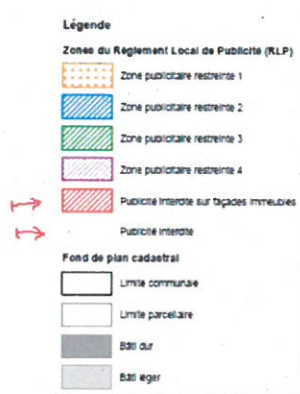 Légende
Zones du Règlement Local de Publicité (RLP)
Zone publicitaire restreinte 1
Zone publicitaire restreinte 2
Zone publicitaire restreinte 3
Zone publicitaire restreinte 4
Publicité interdite sur façades immeubles
Publicité interdite
Fond de plan cadastral
Limite communale
Limite parcellaire
Bâti dur
Bâti léger